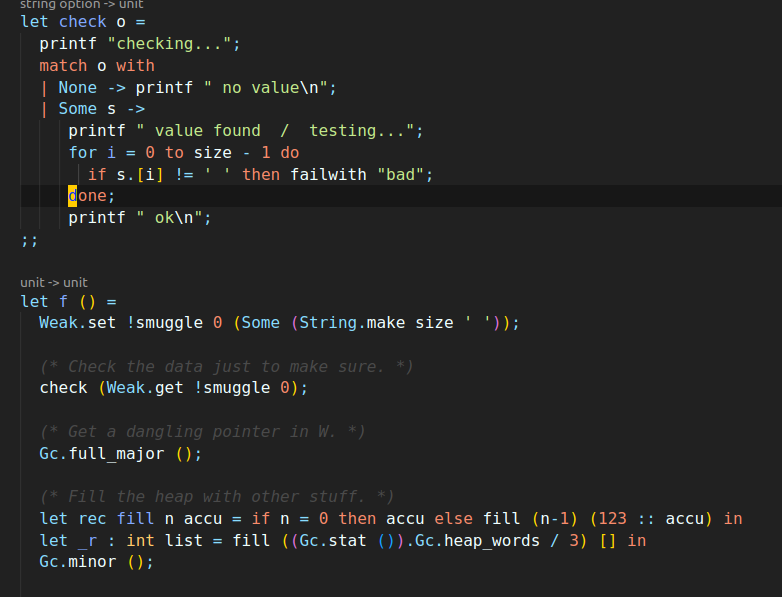 string option -> unit
let check o =
  printf "checking...";
  match o with
  | None -> printf " no value\n";
  | Some s ->
     printf " value found  /  testing...";
     for i = 0 to size - 1 do
       if s.[i] != ' ' then failwith "bad";
     done;
     printf " ok\n";
;;
unit -> unit
let f () =
  Weak.set !smuggle 0 (Some (String.make size ' '));
  (* Check the data just to make sure. *)
  check (Weak.get !smuggle 0);
  (* Get a dangling pointer in W. *)
  Gc.full_major ();
  (* Fill the heap with other stuff. *)
  let rec fill n accu = if n = 0 then accu else fill (n-1) (123 :: accu) in
  let _r : int list = fill ((Gc.stat ()).Gc.heap_words / 3) [] in
  Gc.minor ();